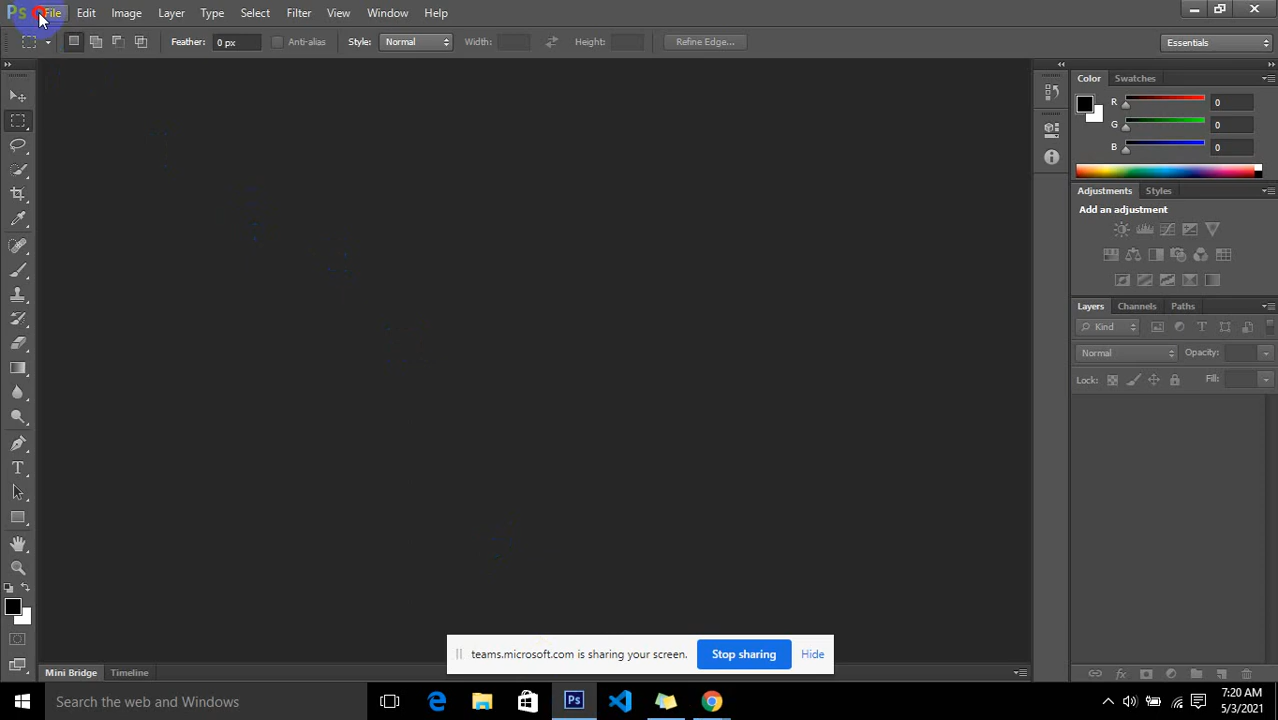 Ps File Edit Image Layer Type Select Filter View Window Help
Feather: 0 px Anti-alias Style: Normal Width: Height: Refine Edge... Essentials
Color Swatches
R 0
G 0
B 0
Adjustments Styles
Add an adjustment
Layers Channels Paths
Kind
Normal Opacity:
Lock: Fill:
teams.microsoft.com is sharing your screen. Stop sharing Hide
Mini Bridge Timeline
Search the web and Windows
Ps
7:20 AM
5/3/2021